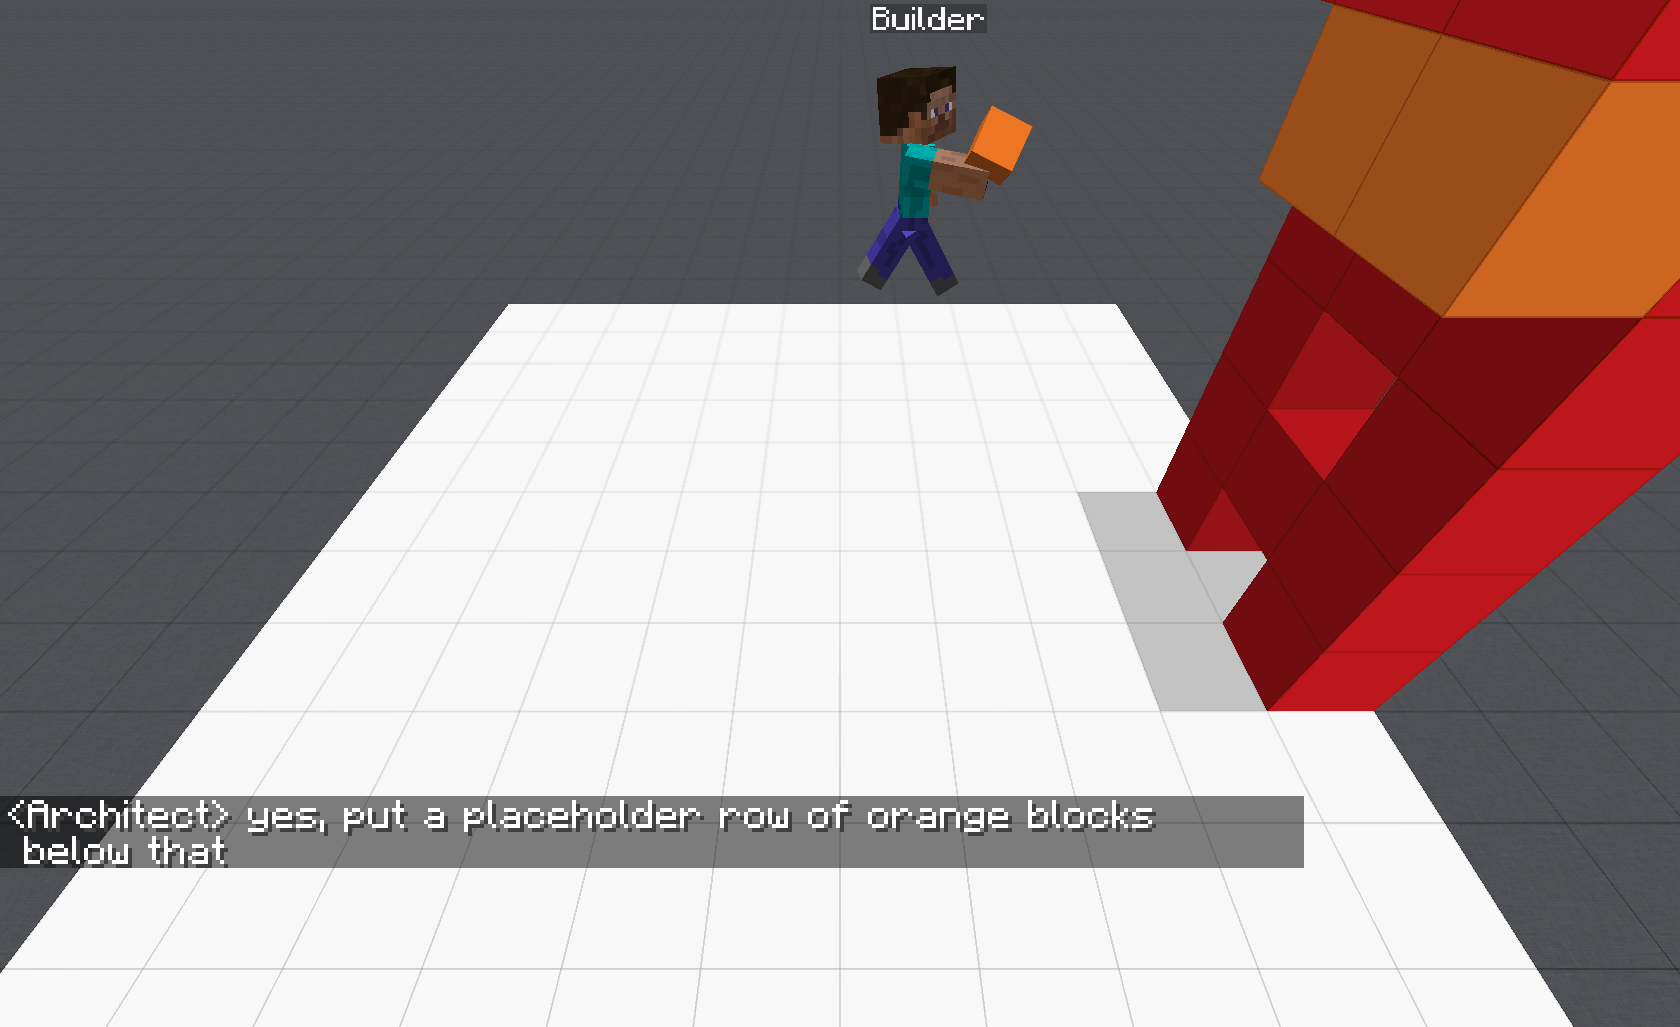 Builder
<Architect> yes, put a placeholder row of orange blocks
below that